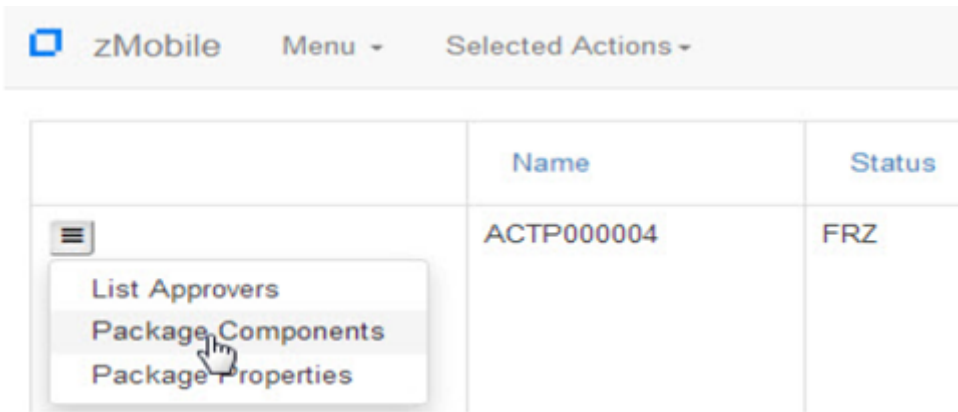 zMobile Menu Selected Actions
Name Status
ACTP000004 FRZ
List Approvers
Package Components
Package Properties